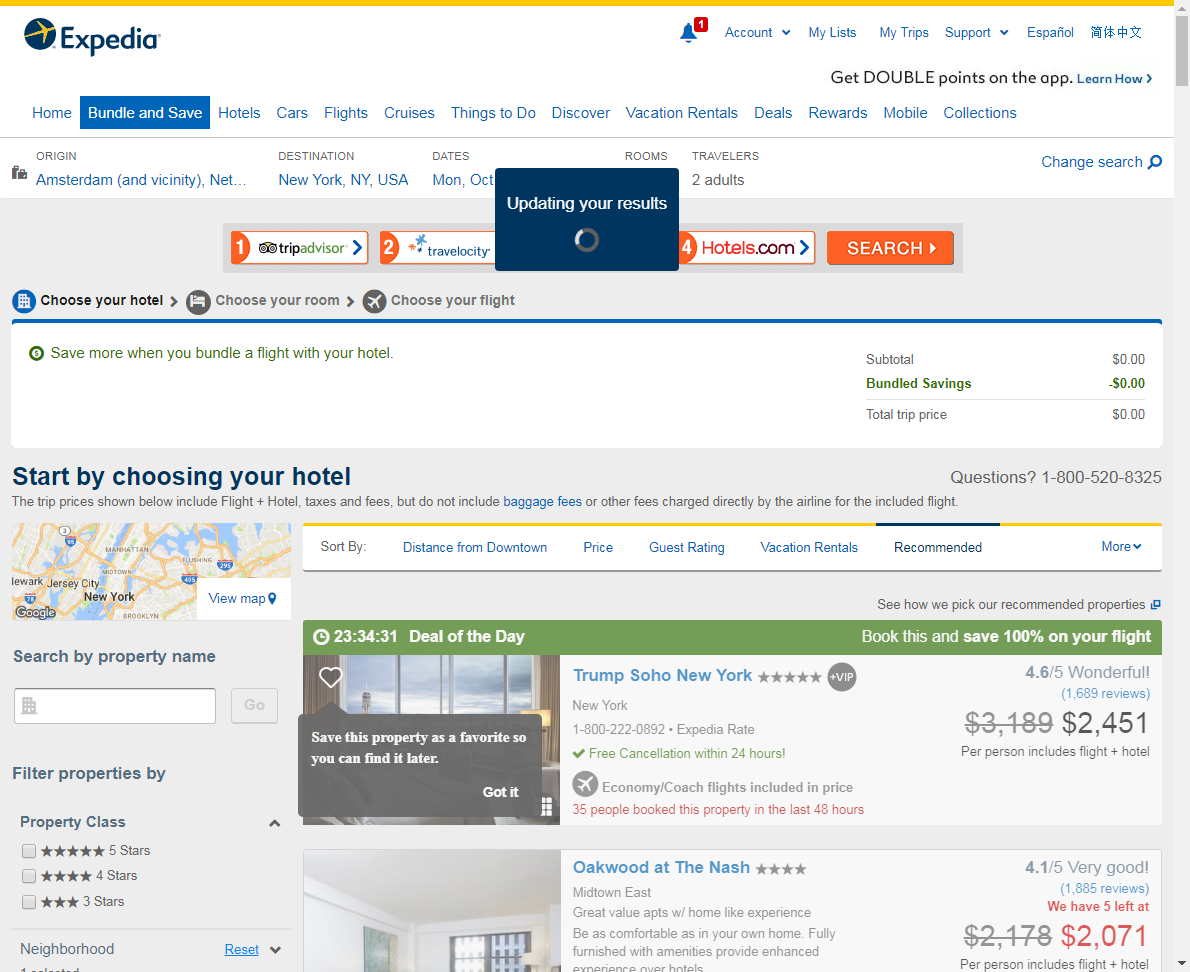 Expedia
1
Account
My Lists
My Trips
Support
Español
简体中文
Get DOUBLE points on the app. Learn How
Home Bundle and Save Hotels Cars Flights Cruises Things to Do Discover Vacation Rentals Deals Rewards Mobile Collections
ORIGIN DESTINATION DATES ROOMS TRAVELERS
Amsterdam (and vicinity), Net... New York, NY, USA Mon, Oct 2 adults
Change search
Updating your results
1 tripadvisor 2 travelocity 4 Hotels.com SEARCH
Choose your hotel Choose your room Choose your flight
Save more when you bundle a flight with your hotel.
Subtotal $0.00
Bundled Savings -$0.00
Total trip price $0.00
Start by choosing your hotel
Questions? 1-800-520-8325
The trip prices shown below include Flight + Hotel, taxes and fees, but do not include baggage fees or other fees charged directly by the airline for the included flight.
3
95
MANHATTAN
MIDTOWN
FLUSHING
295
495
lewark Jersey City
78
New York
Google
BROOKLYN
View map
Sort By: Distance from Downtown Price Guest Rating Vacation Rentals Recommended More
See how we pick our recommended properties
Search by property name
Go
Filter properties by
Property Class
5 Stars
4 Stars
3 Stars
Neighborhood Reset
1 selected
23:34:31 Deal of the Day Book this and save 100% on your flight
Save this property as a favorite so
you can find it later.
Got it
Trump Soho New York +VIP
New York
1-800-222-0892 • Expedia Rate
Free Cancellation within 24 hours!
Economy/Coach flights included in price
35 people booked this property in the last 48 hours
4.6/5 Wonderful!
(1,689 reviews)
$3,189 $2,451
Per person includes flight + hotel
Oakwood at The Nash
Midtown East
Great value apts w/ home like experience
Be as comfortable as in your own home. Fully
furnished with amenities provide enhanced
experience over hotels
4.1/5 Very good!
(1,885 reviews)
We have 5 left at
$2,178 $2,071
Per person includes flight + hotel